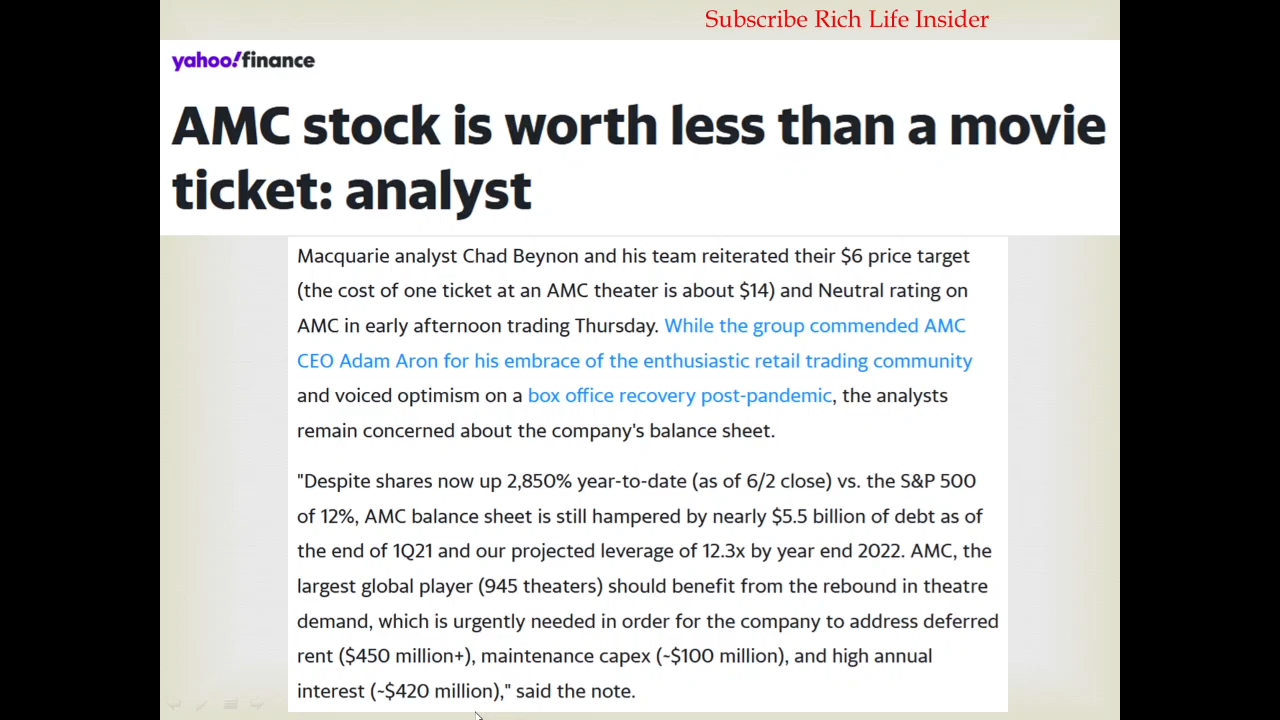 Subscribe Rich Life Insider
yahoo!finance
AMC stock is worth less than a movie
ticket: analyst
Macquarie analyst Chad Beynon and his team reiterated their $6 price target
(the cost of one ticket at an AMC theater is about $14) and Neutral rating on
AMC in early afternoon trading Thursday. While the group commended AMC
CEO Adam Aron for his embrace of the enthusiastic retail trading community
and voiced optimism on a box office recovery post-pandemic, the analysts
remain concerned about the company's balance sheet.
"Despite shares now up 2,850% year-to-date (as of 6/2 close) vs. the S&P 500
of 12%, AMC balance sheet is still hampered by nearly $5.5 billion of debt as of
the end of 1Q21 and our projected leverage of 12.3x by year end 2022. AMC, the
largest global player (945 theaters) should benefit from the rebound in theatre
demand, which is urgently needed in order for the company to address deferred
rent ($450 million+), maintenance capex (~$100 million), and high annual
interest (~$420 million)," said the note.